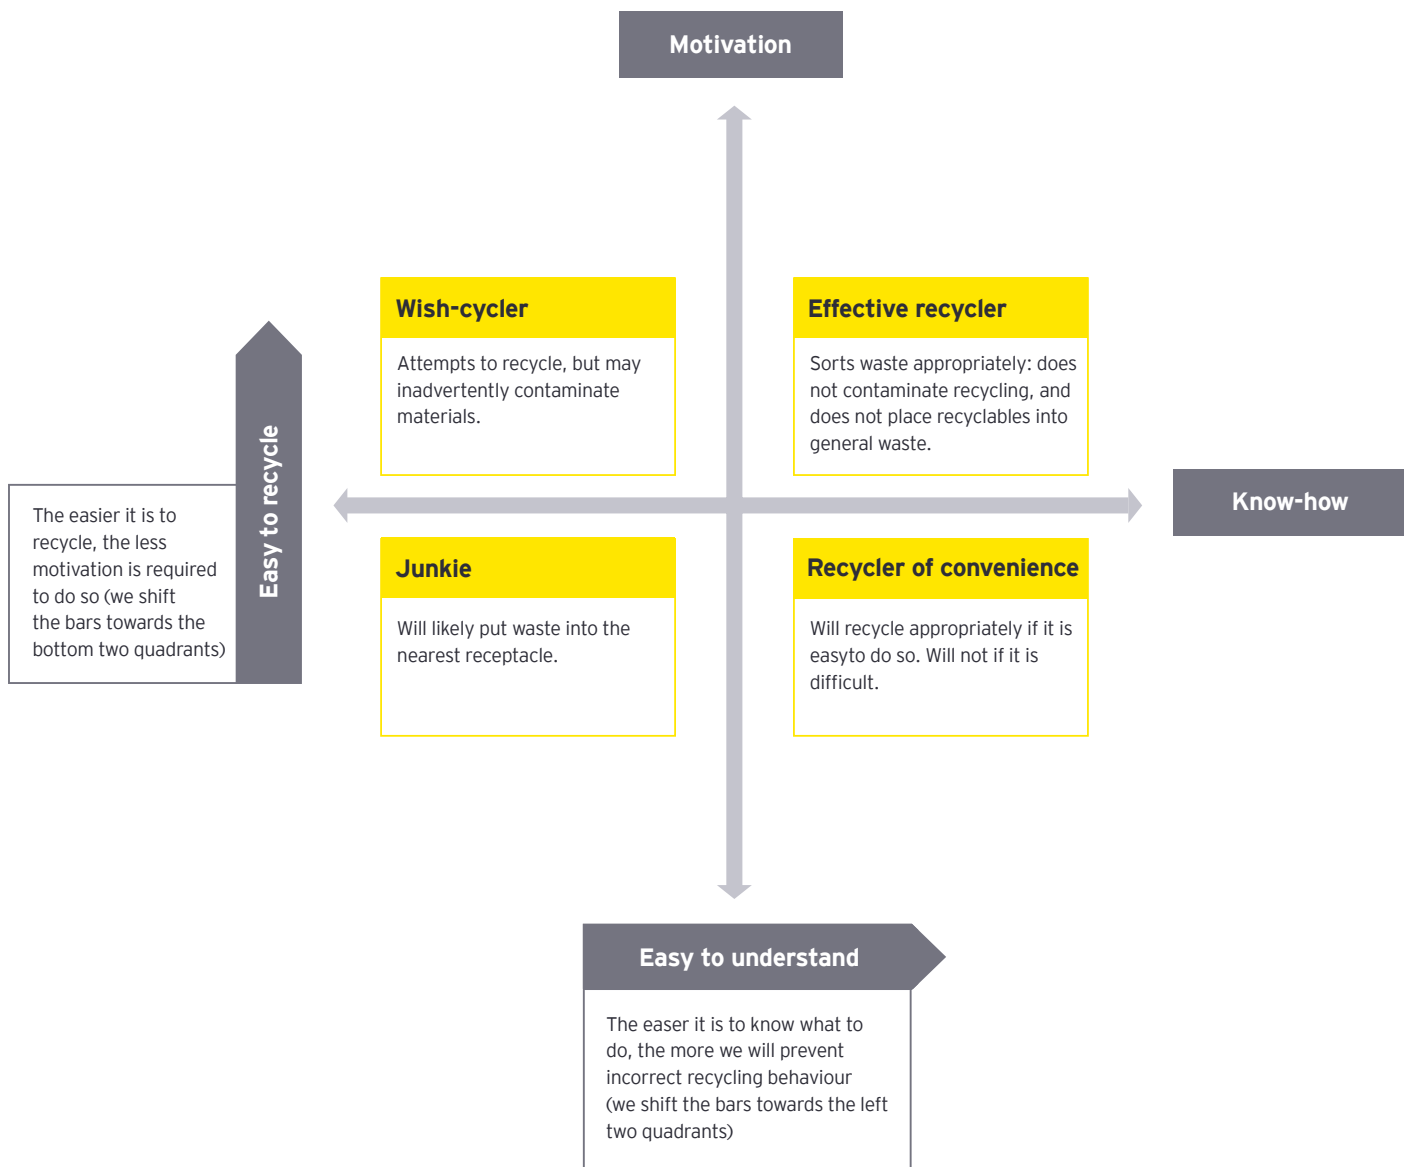 Motivation
Wish-cycler
Attempts to recycle, but may
inadvertently contaminate
materials.
Effective recycler
Sorts waste appropriately: does
not contaminate recycling, and
does not place recyclables into
general waste.
Easy to recycle
The easier it is to
recycle, the less
motivation is required
to do so (we shift
the bars towards the
bottom two quadrants)
Know-how
Junkie
Will likely put waste into the
nearest receptacle.
Recycler of convenience
Will recycle appropriately if it is
easyto do so. Will not if it is
difficult.
Easy to understand
The easer it is to know what to
do, the more we will prevent
incorrect recycling behaviour
(we shift the bars towards the left
two quadrants)